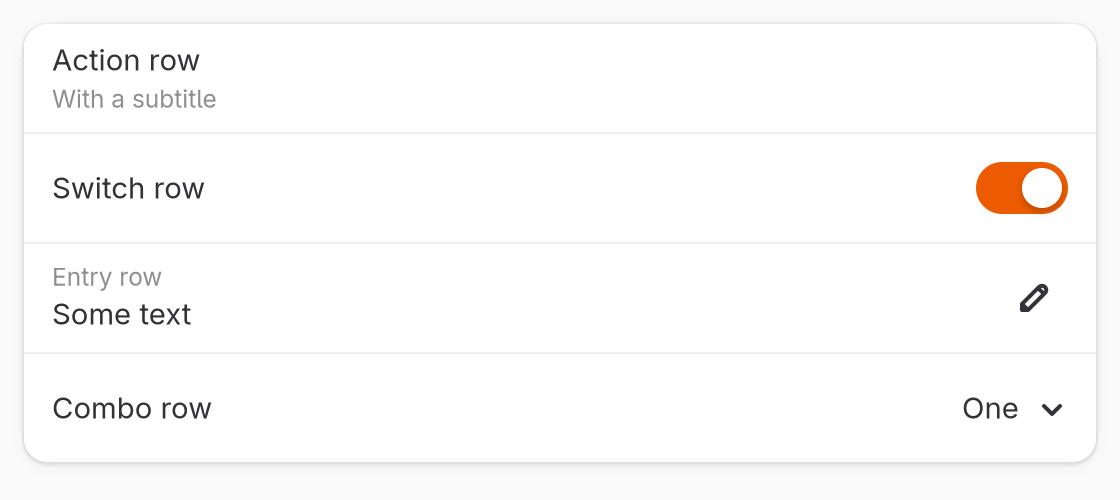 Action row
With a subtitle
Switch row
Entry row
Some text
Combo row
One